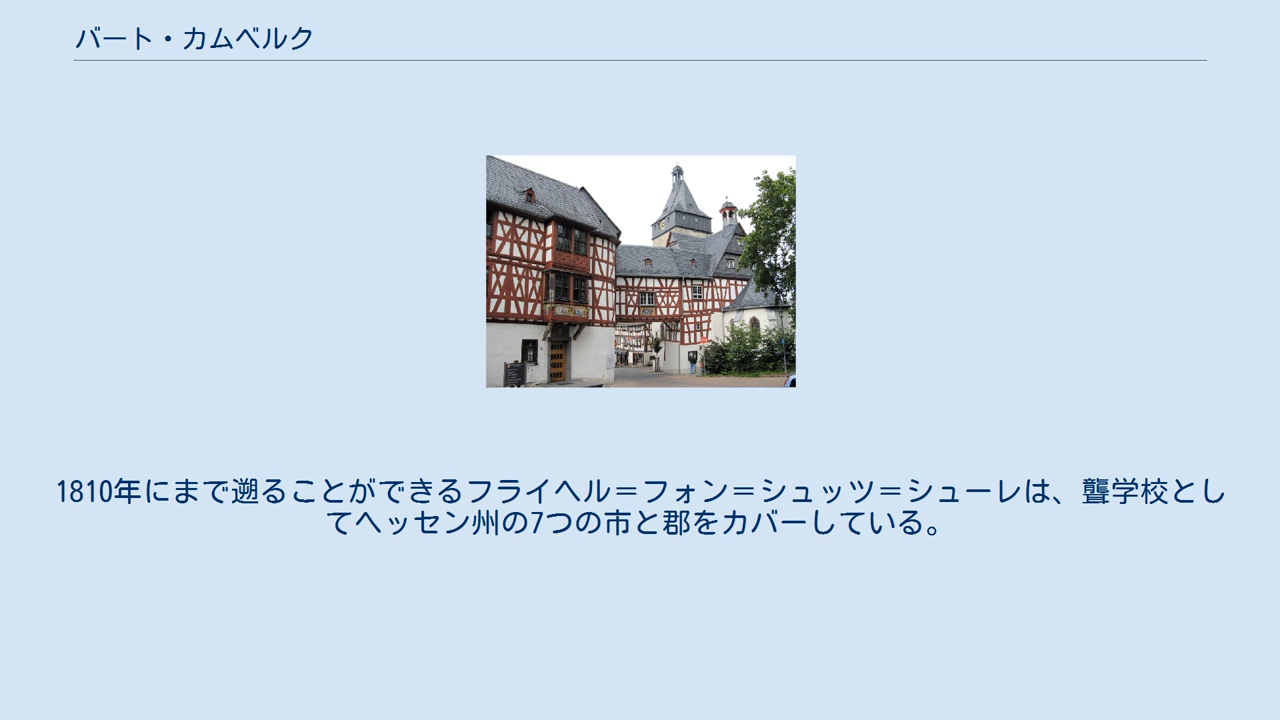 バート・カムベルク
1810年にまで遡ることができるフライヘル＝フォン＝シュッツ＝シューレは、聾学校とし
てヘッセン州の7つの市と郡をカバーしている。